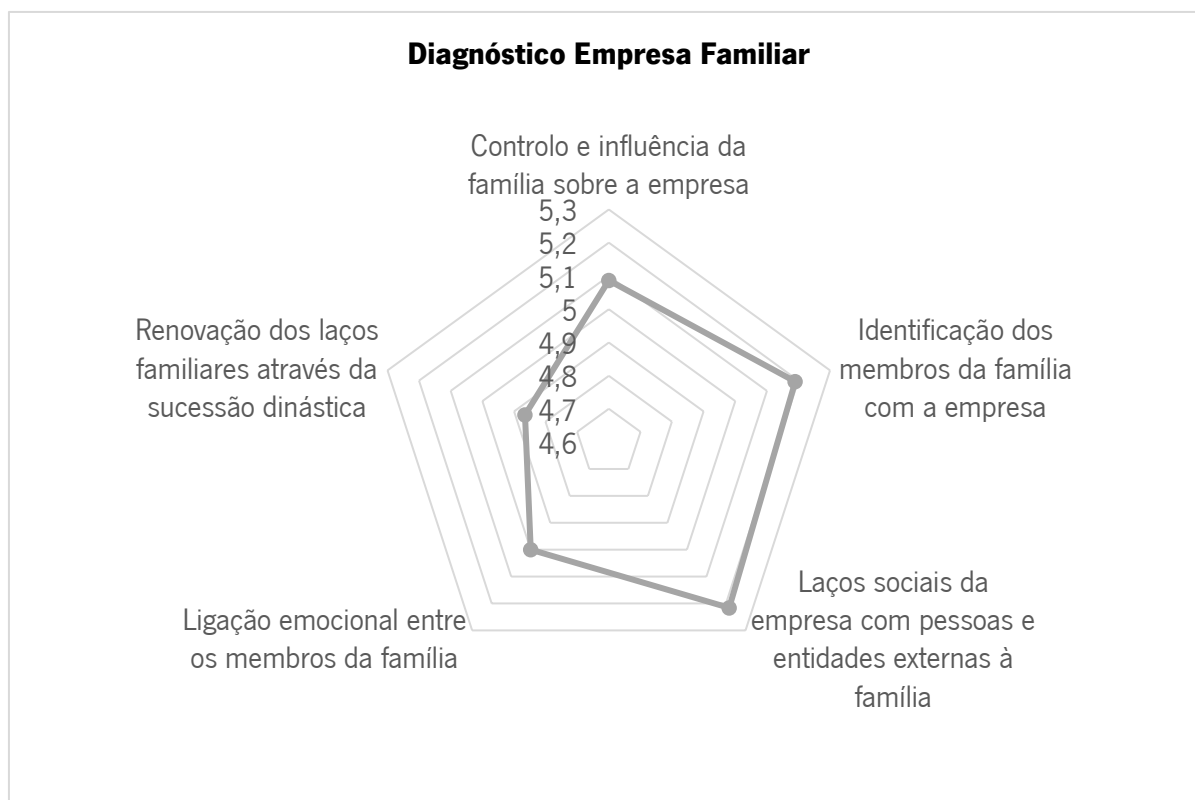 Diagnóstico Empresa Familiar
Controlo e influência da
família sobre a empresa
5,3
5,2
5,1
5
4,9
4,8
4,7
4,6
Identificação dos
membros da família
com a empresa
Laços sociais da
empresa com pessoas e
entidades externas à
família
Ligação emocional entre
os membros da família
Renovação dos laços
familiares através da
sucessão dinástica